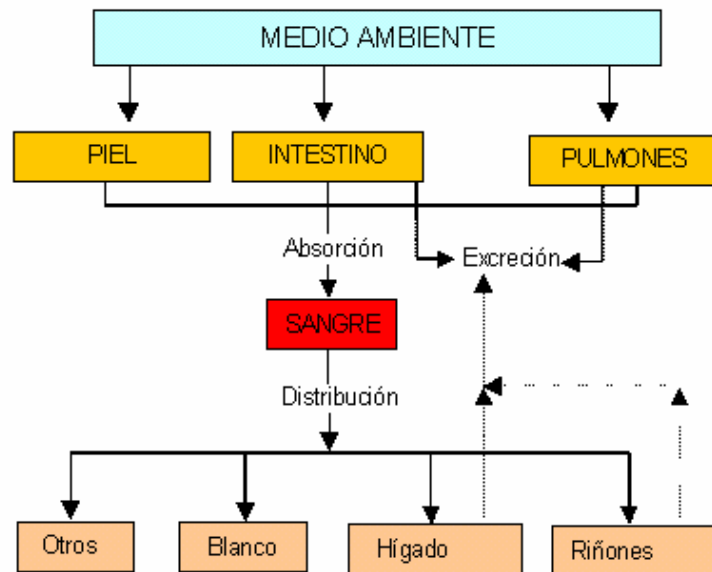 MEDIO AMBIENTE
PIEL
INTESTINO
PULMONES
Absorción
Excreción
SANGRE
Distribución
Otros
Blanco
Hígado
Riñones